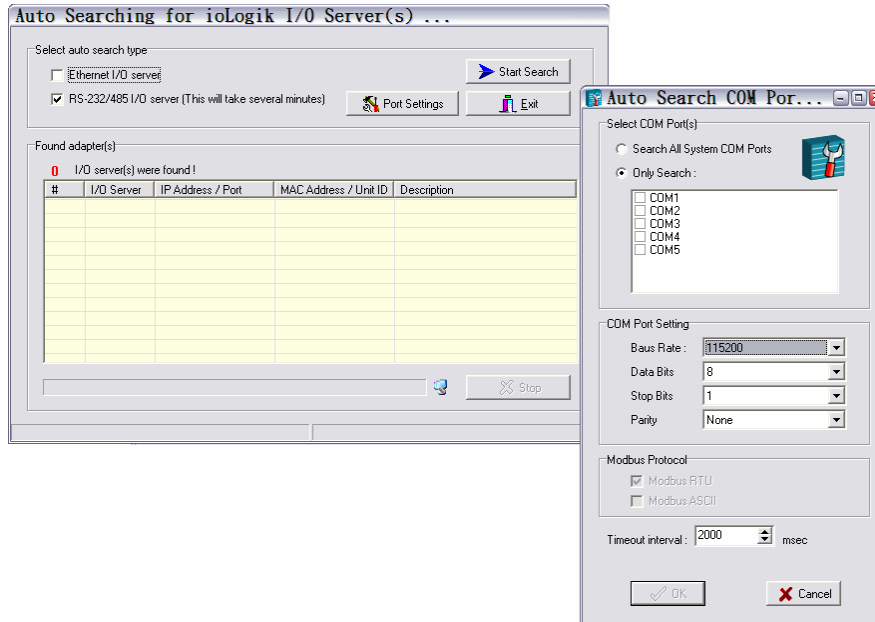 Auto Searching for ioLogik I/O Server(s) ...
Select auto search type
Ethernet I/O server
Start Search
RS-232/485 I/O server (This will take several minutes)
Port Settings
Exit
Found adapter(s)
0 I/O server(s) were found !
# I/O Server IP Address / Port MAC Address / Unit ID Description
Stop
Auto Search COM Por...
Select COM Port(s)
Search All System COM Ports
Only Search :
COM1
COM2
COM3
COM4
COM5
COM Port Setting
Baus Rate : 115200
Data Bits 8
Stop Bits 1
Parity None
Modbus Protocol
Modbus RTU
Modbus ASCII
Timeout interval : 2000 msec
OK
Cancel